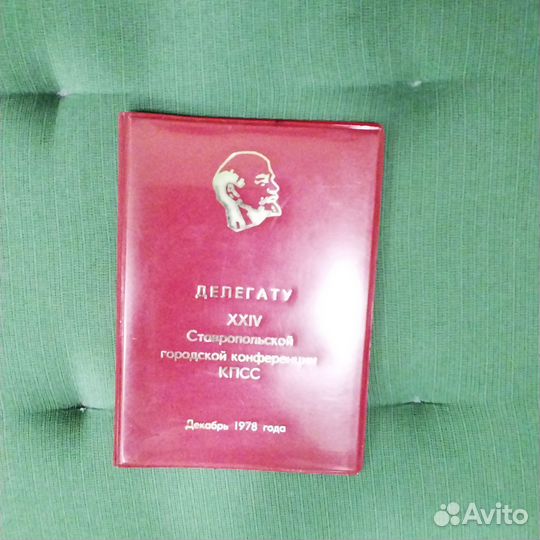 ДЕЛЕГАТУ
XXIV
Ставропольской
городской конференции
КПСС
Декабрь 1978 года
Avito